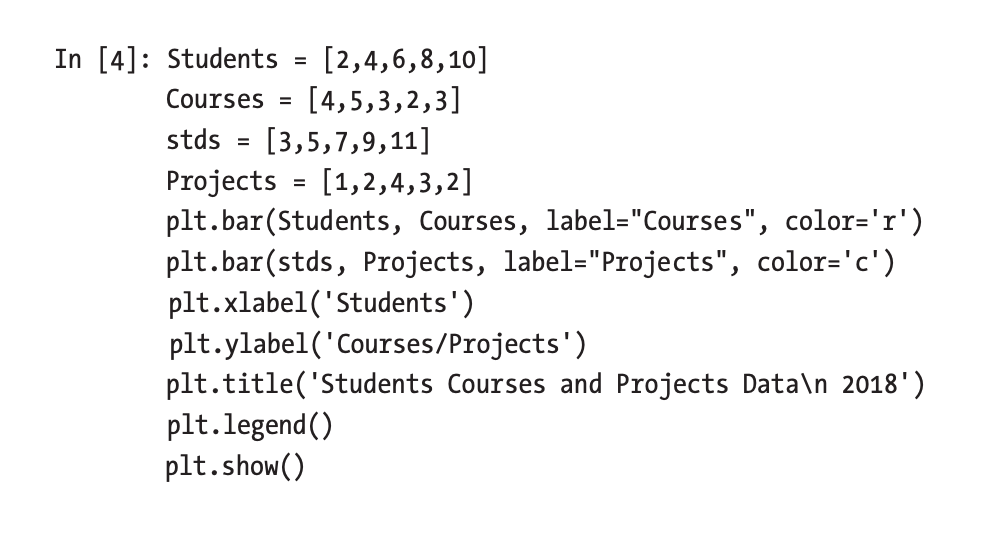 In [4]: Students = [2,4,6,8,10]
Courses = [4,5,3,2,3]
stds = [3,5,7,9,11]
Projects = [1,2,4,3,2]
plt.bar(Students, Courses, label="Courses", color='r')
plt.bar(stds, Projects, label="Projects", color='c')
plt.xlabel('Students')
plt.ylabel('Courses/Projects')
plt.title('Students Courses and Projects Data\n 2018')
plt.legend()
plt.show()